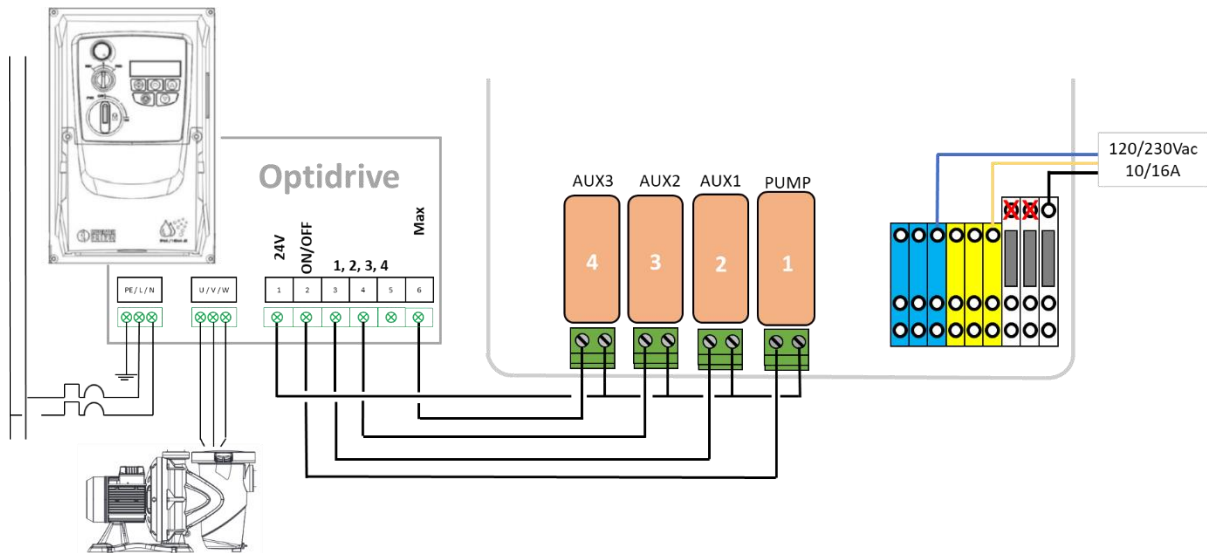 Optidrive
24V
ON/OFF
1, 2, 3, 4
Max
PE / L / N
U / V / W
1
2
3
4
5
6
AUX3
AUX2
AUX1
PUMP
4
3
2
1
120/230Vac
10/16A